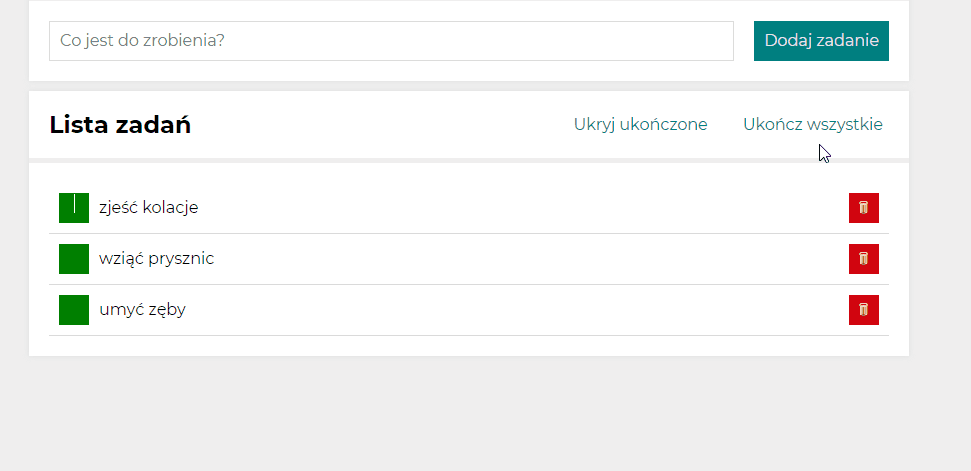 Co jest do zrobienia?
Dodaj zadanie
Lista zadań
Ukryj ukończone
Ukończ wszystkie
zjeść kolacje
wziąć prysznic
umyć zęby